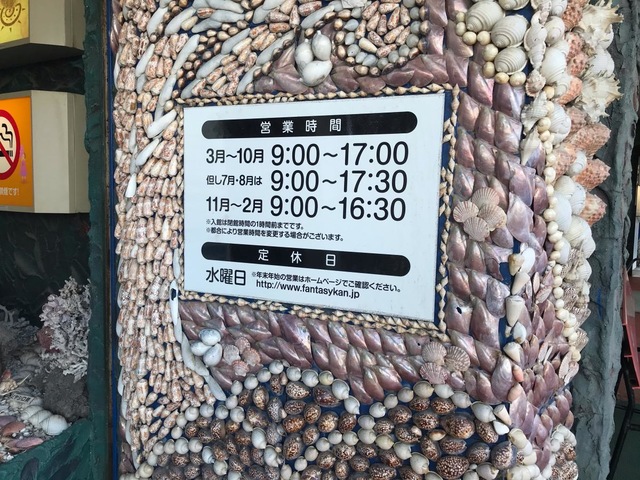 営業時間
3月～10月 9:00～17:00
但し7月・8月は 9:00～17:30
11月～2月 9:00～16:30
※入館は閉館時間の1時間前までです。
※都合により営業時間を変更する場合がございます。
定休日
水曜日 ※年末年始の営業はホームページでご確認ください。
http://www.fantasykan.jp